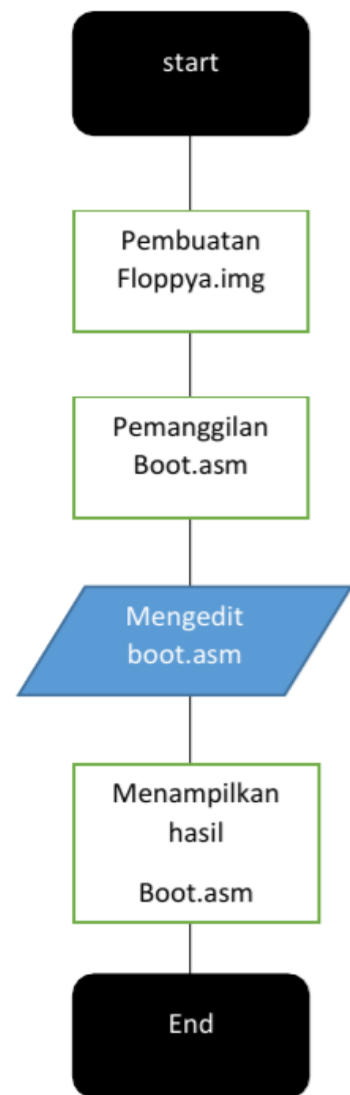 start
Pembuatan
Floppya.img
Pemanggilan
Boot.asm
Mengedit
boot.asm
Menampilkan
hasil
Boot.asm
End